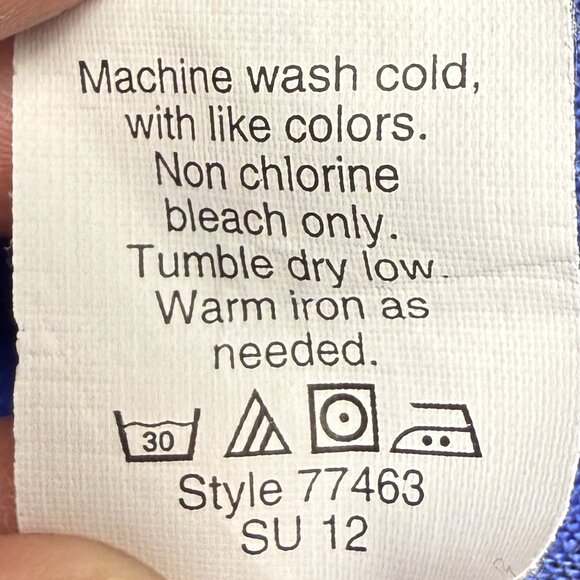 Machine wash cold,
with like colors.
Non chlorine
bleach only.
Tumble dry low.
Warm iron as
needed.
30
Style 77463
SU 12